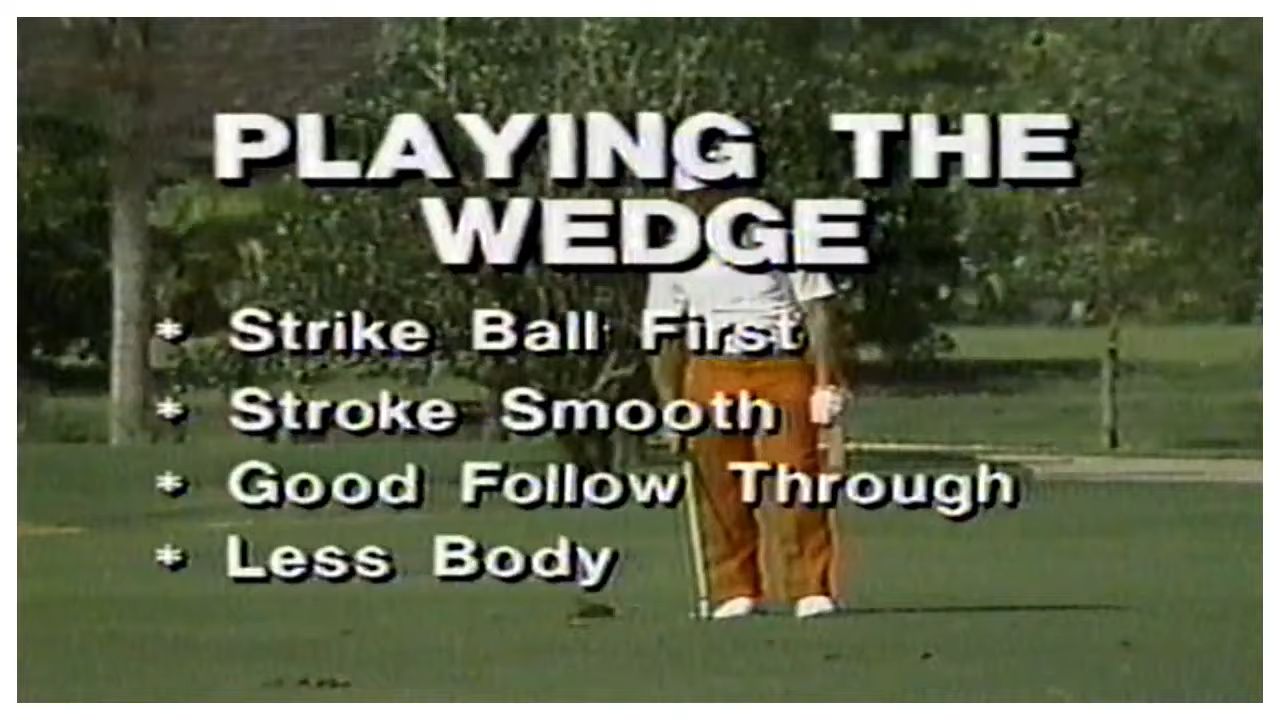 PLAYING THE
WEDGE
* Strike Ball First
* Stroke Smooth
* Good Follow Through
* Less Body